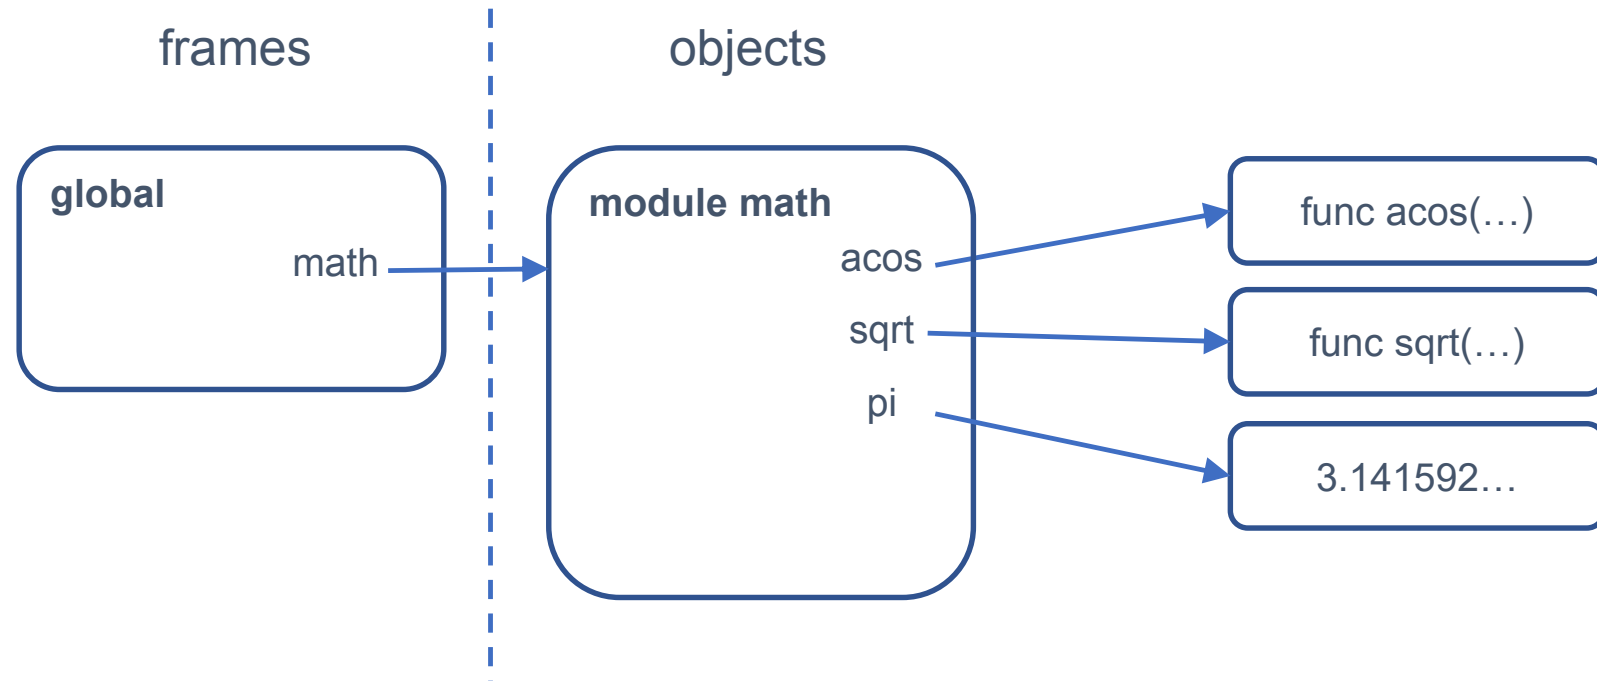 frames
objects
global
math
module math
acos
sqrt
pi
func acos(…)
func sqrt(…)
3.141592…